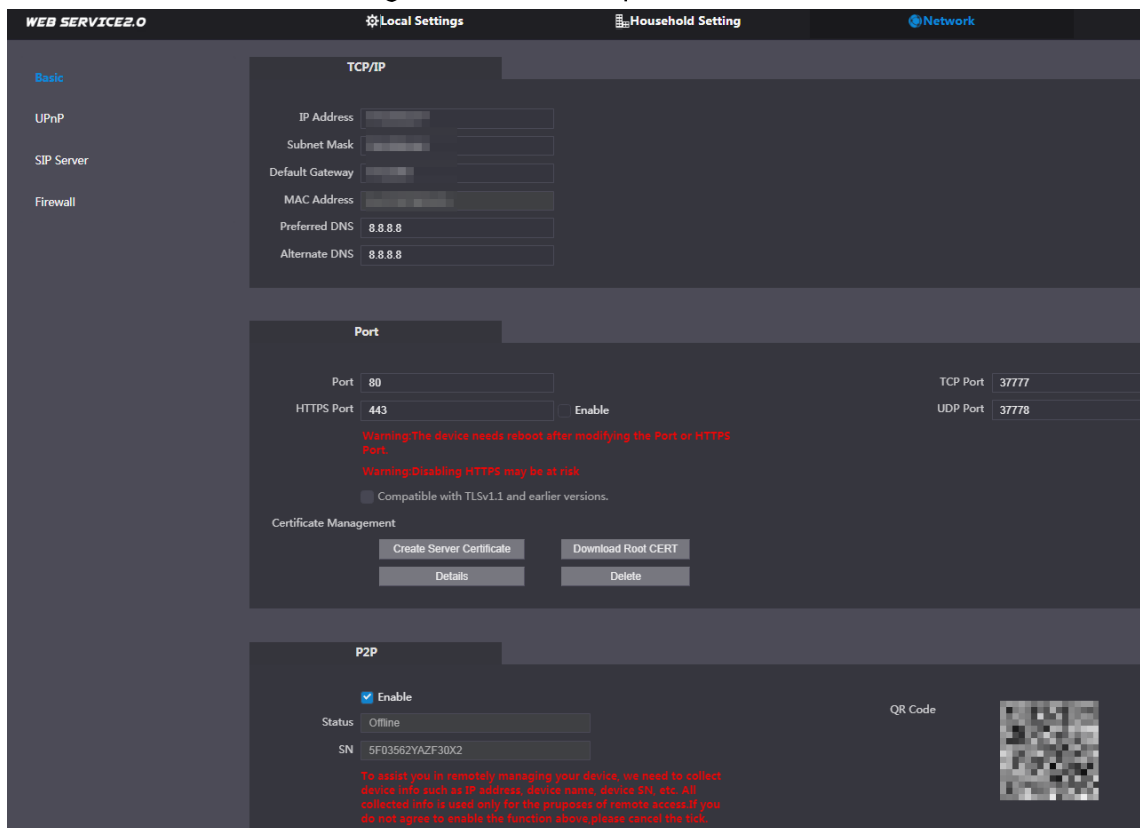 WEB SERVICE2.0
Local Settings
Household Setting
Network
Basic
UPnP
SIP Server
Firewall
TCP/IP
IP Address
Subnet Mask
Default Gateway
MAC Address
Preferred DNS 8.8.8.8
Alternate DNS 8.8.8.8
Port
Port 80
TCP Port 37777
HTTPS Port 443 Enable
UDP Port 37778
Warning:The device needs reboot after modifying the Port or HTTPS
Port.
Warning:Disabling HTTPS may be at risk
Compatible with TLSv1.1 and earlier versions.
Certificate Management
Create Server Certificate
Download Root CERT
Details
Delete
P2P
Enable
Status Offline
SN 5F03562YAZF30X2
To assist you in remotely managing your device, we need to collect
device info such as IP address, device name, device SN, etc. All
collected info is used only for the pruposes of remote access.If you
do not agree to enable the function above,please cancel the tick.
QR Code